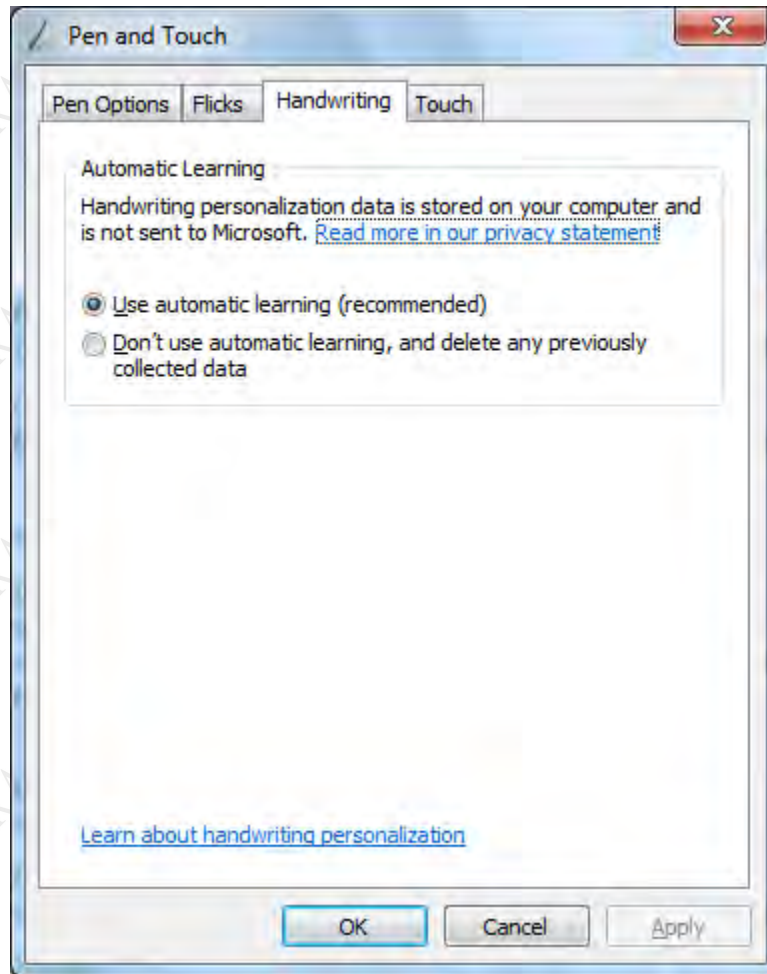 Pen and Touch
Pen Options Flicks Handwriting Touch
Automatic Learning
Handwriting personalization data is stored on your computer and
is not sent to Microsoft. Read more in our privacy statement
Use automatic learning (recommended)
Don't use automatic learning, and delete any previously
collected data
Learn about handwriting personalization
OK Cancel Apply